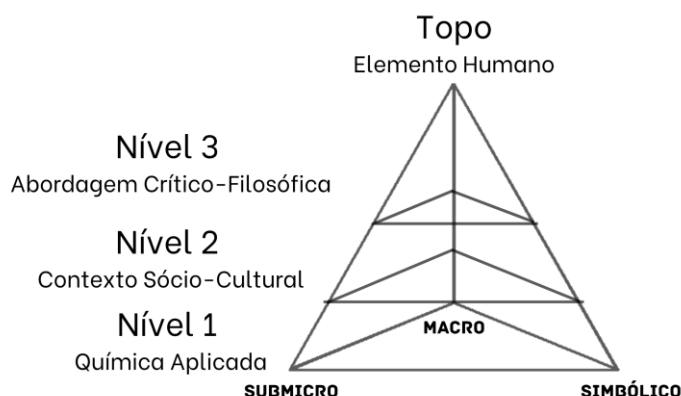 Topo
Elemento Humano
Nível 3
Abordagem Crítico-Filosófica
Nível 2
Contexto Sócio-Cultural
Nível 1
Química Aplicada
MACRO
SUBMICRO
SIMBÓLICO